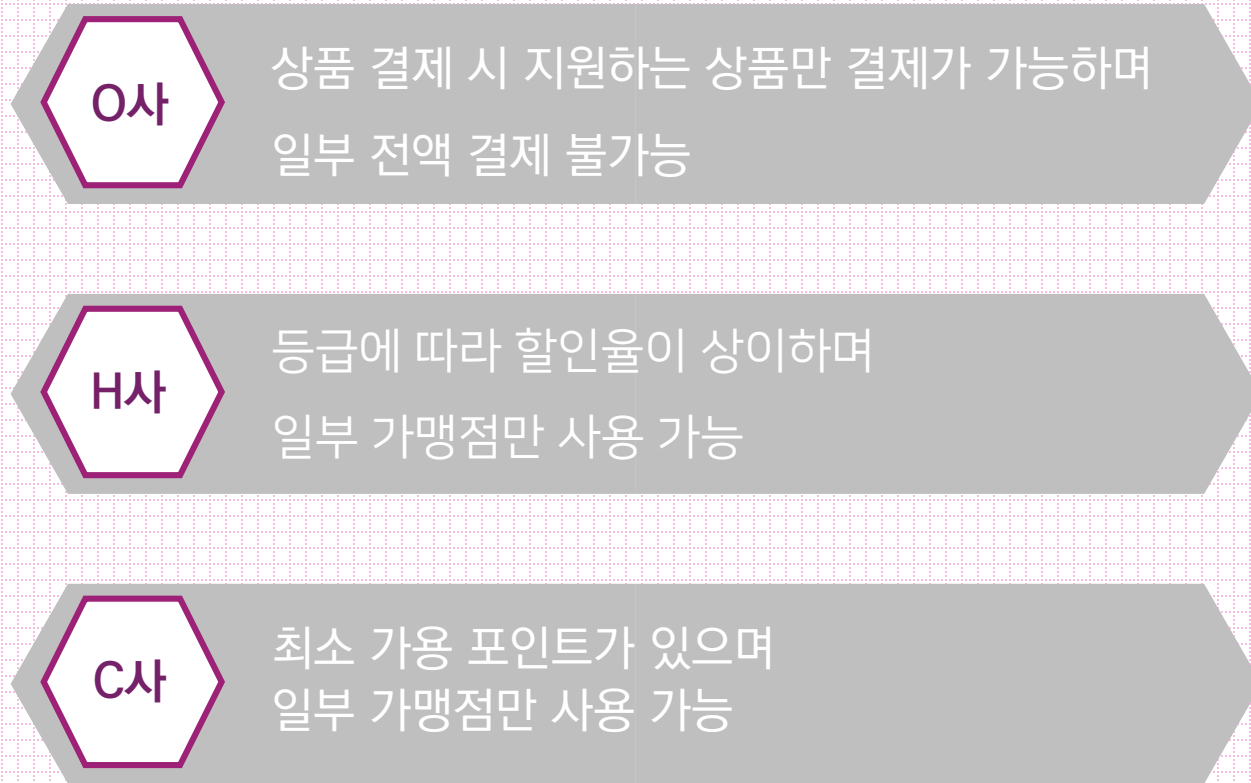 O사
상품 결제 시 지원하는 상품만 결제가 가능하며
일부 전액 결제 불가능
H사
등급에 따라 할인율이 상이하며
일부 가맹점만 사용 가능
C사
최소 가용 포인트가 있으며
일부 가맹점만 사용 가능